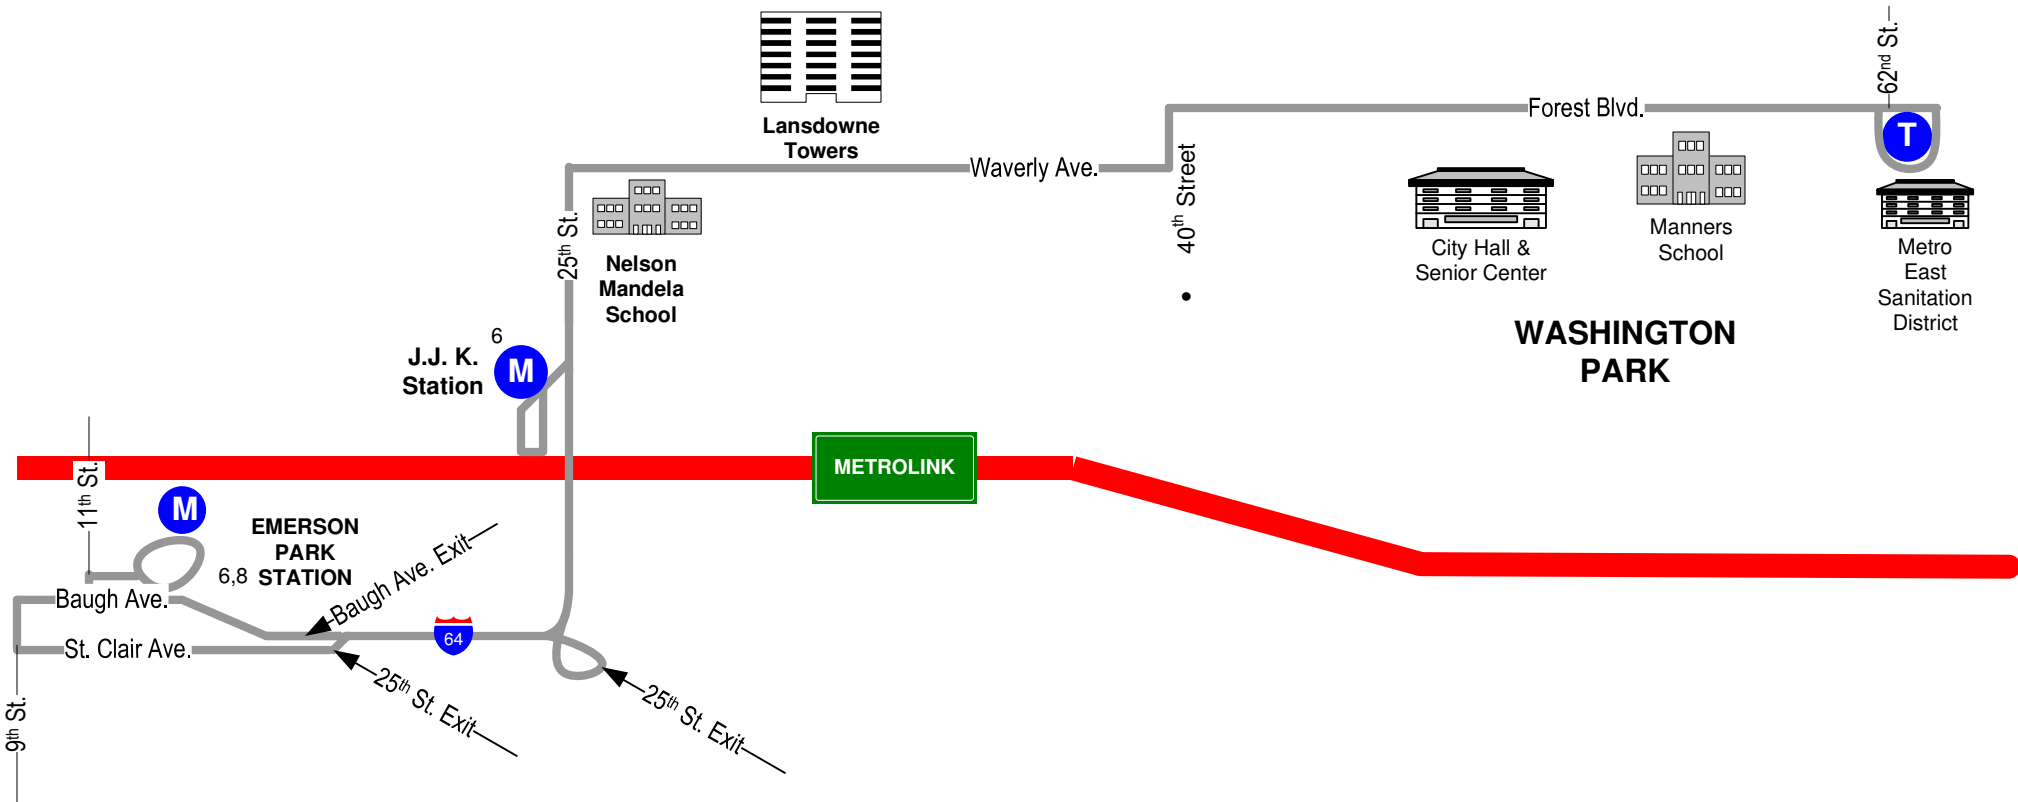 62nd St.
Forest Blvd.
T
Lansdowne
Towers
Waverly Ave.
40th Street
25th St.
Nelson
Mandela
School
City Hall &
Senior Center
Manners
School
Metro
East
Sanitation
District
WASHINGTON
PARK
6
J.J. K.
Station
M
METROLINK
11th St.
M
EMERSON
PARK
STATION
6,8
Baugh Ave. Exit
Baugh Ave.
64
St. Clair Ave.
25th St. Exit
25th St. Exit
9th St.